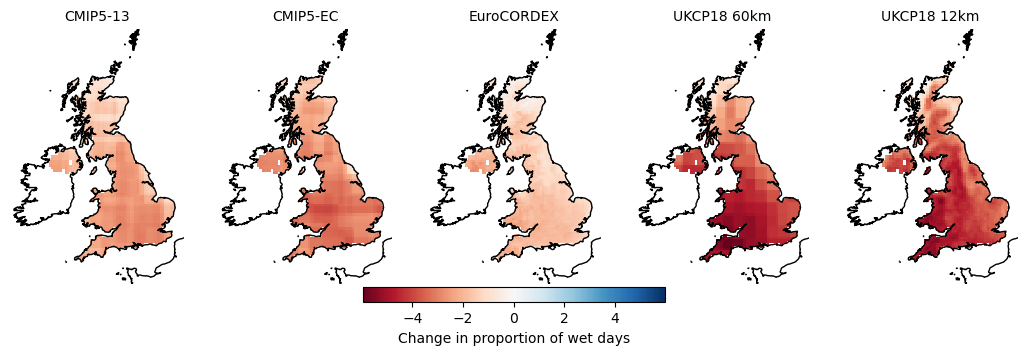 CMIP5-13 CMIP5-EC EuroCORDEX UKCP18 60km UKCP18 12km
−4 −2 0 2 4
Change in proportion of wet days